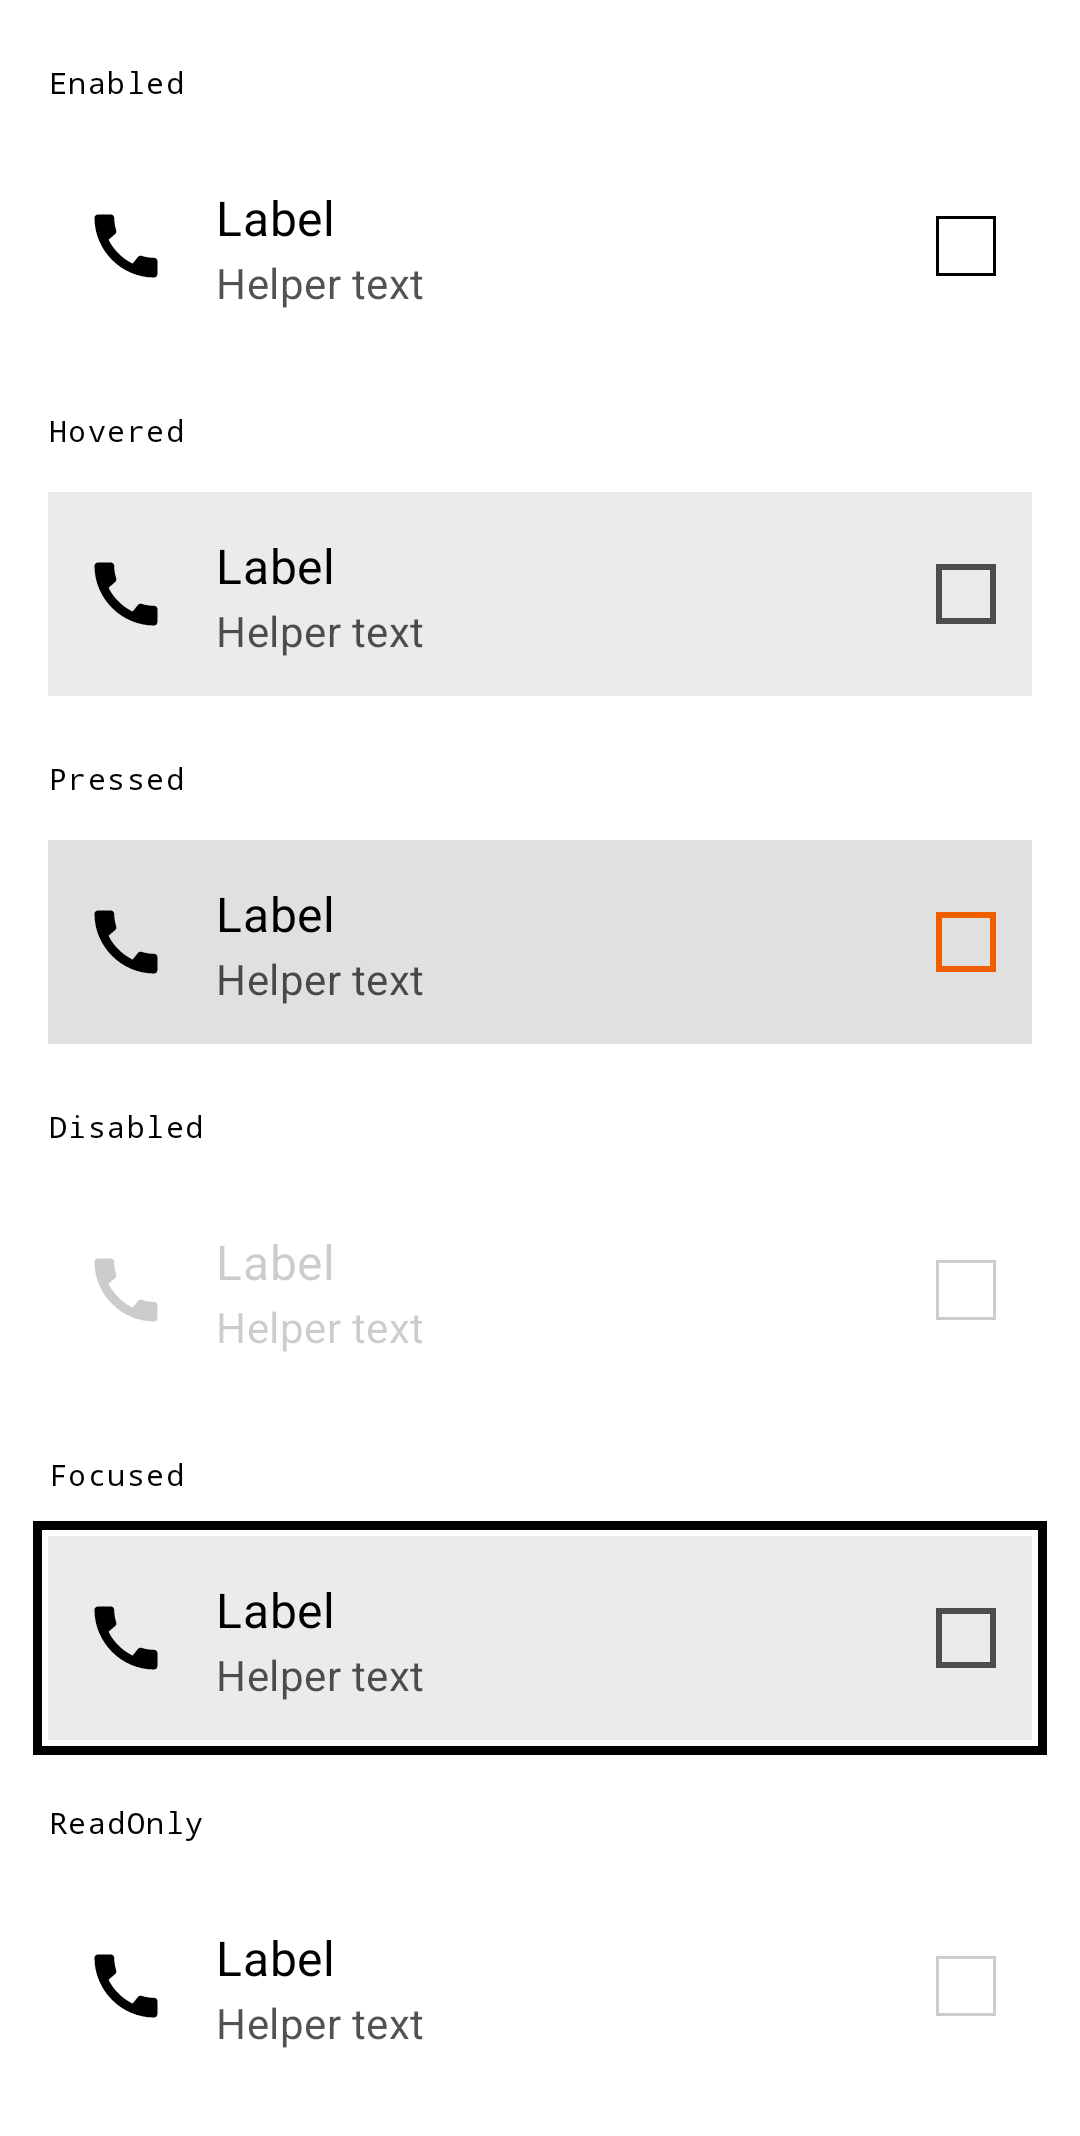 Enabled
Label
Helper text
Hovered
Label
Helper text
Pressed
Label
Helper text
Disabled
Label
Helper text
Focused
Label
Helper text
ReadOnly
Label
Helper text